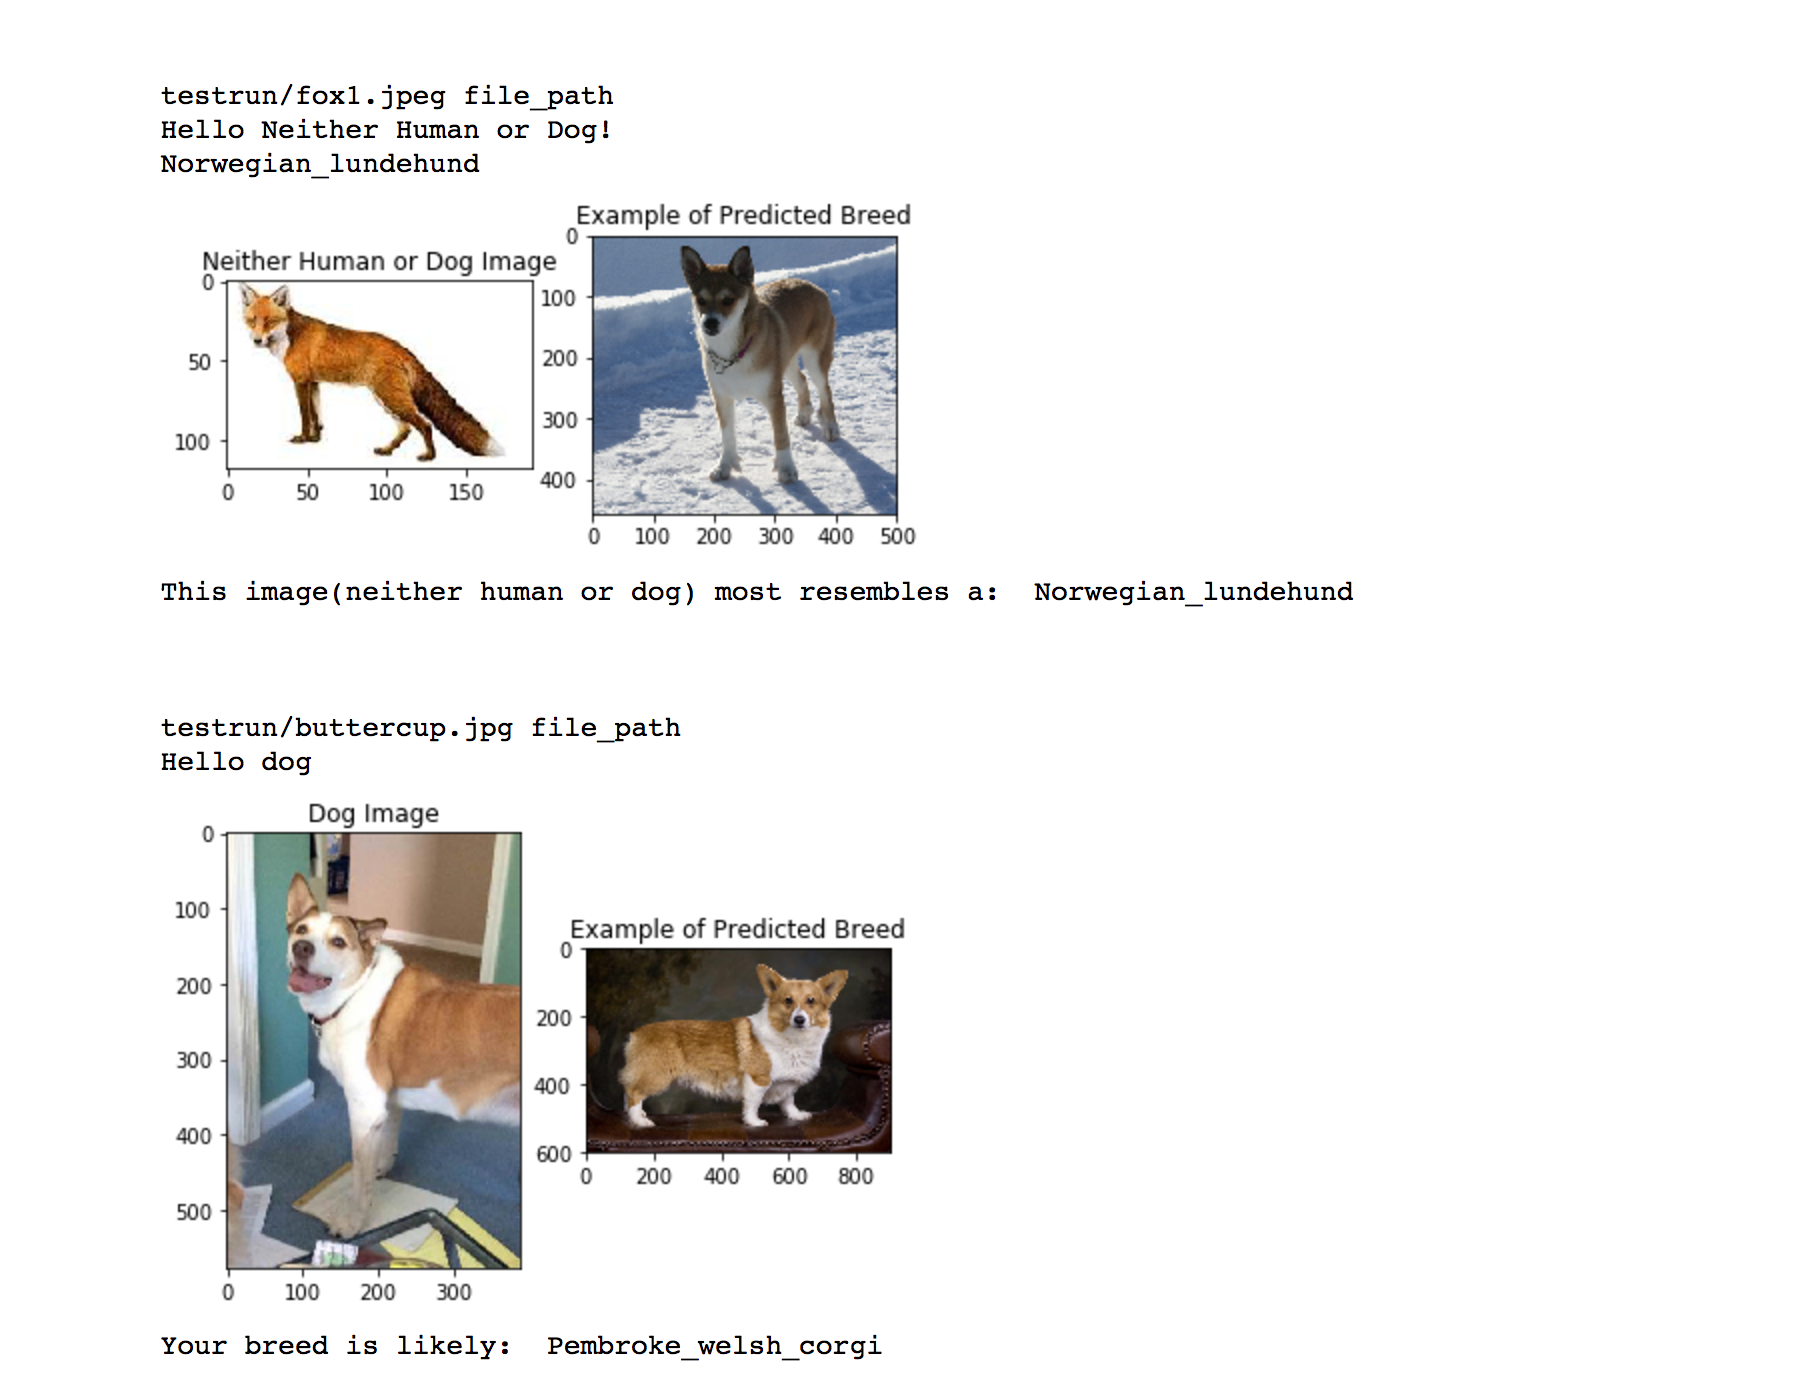 testrun/fox1.jpeg file_path
Hello Neither Human or Dog!
Norwegian_lundehund
Neither Human or Dog Image
0
50
100
0 50 100 150
Example of Predicted Breed
0
100
200
300
400
0 100 200 300 400 500
This image(neither human or dog) most resembles a:  Norwegian_lundehund
testrun/buttercup.jpg file_path
Hello dog
Dog Image
0
100
200
300
400
500
0 100 200 300
Example of Predicted Breed
0
200
400
600
0 200 400 600 800
Your breed is likely:  Pembroke_welsh_corgi